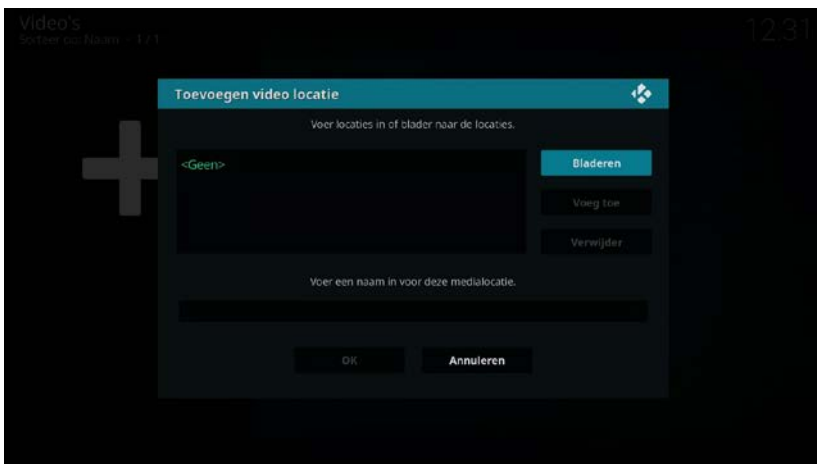 Video's
Sorteer op: Naam - 1 / 1
12:31
Toevoegen video locatie
Voer locaties in of blader naar de locaties.
<Geen>
Bladeren
Voeg toe
Verwijder
Voer een naam in voor deze medialocatie.
OK
Annuleren